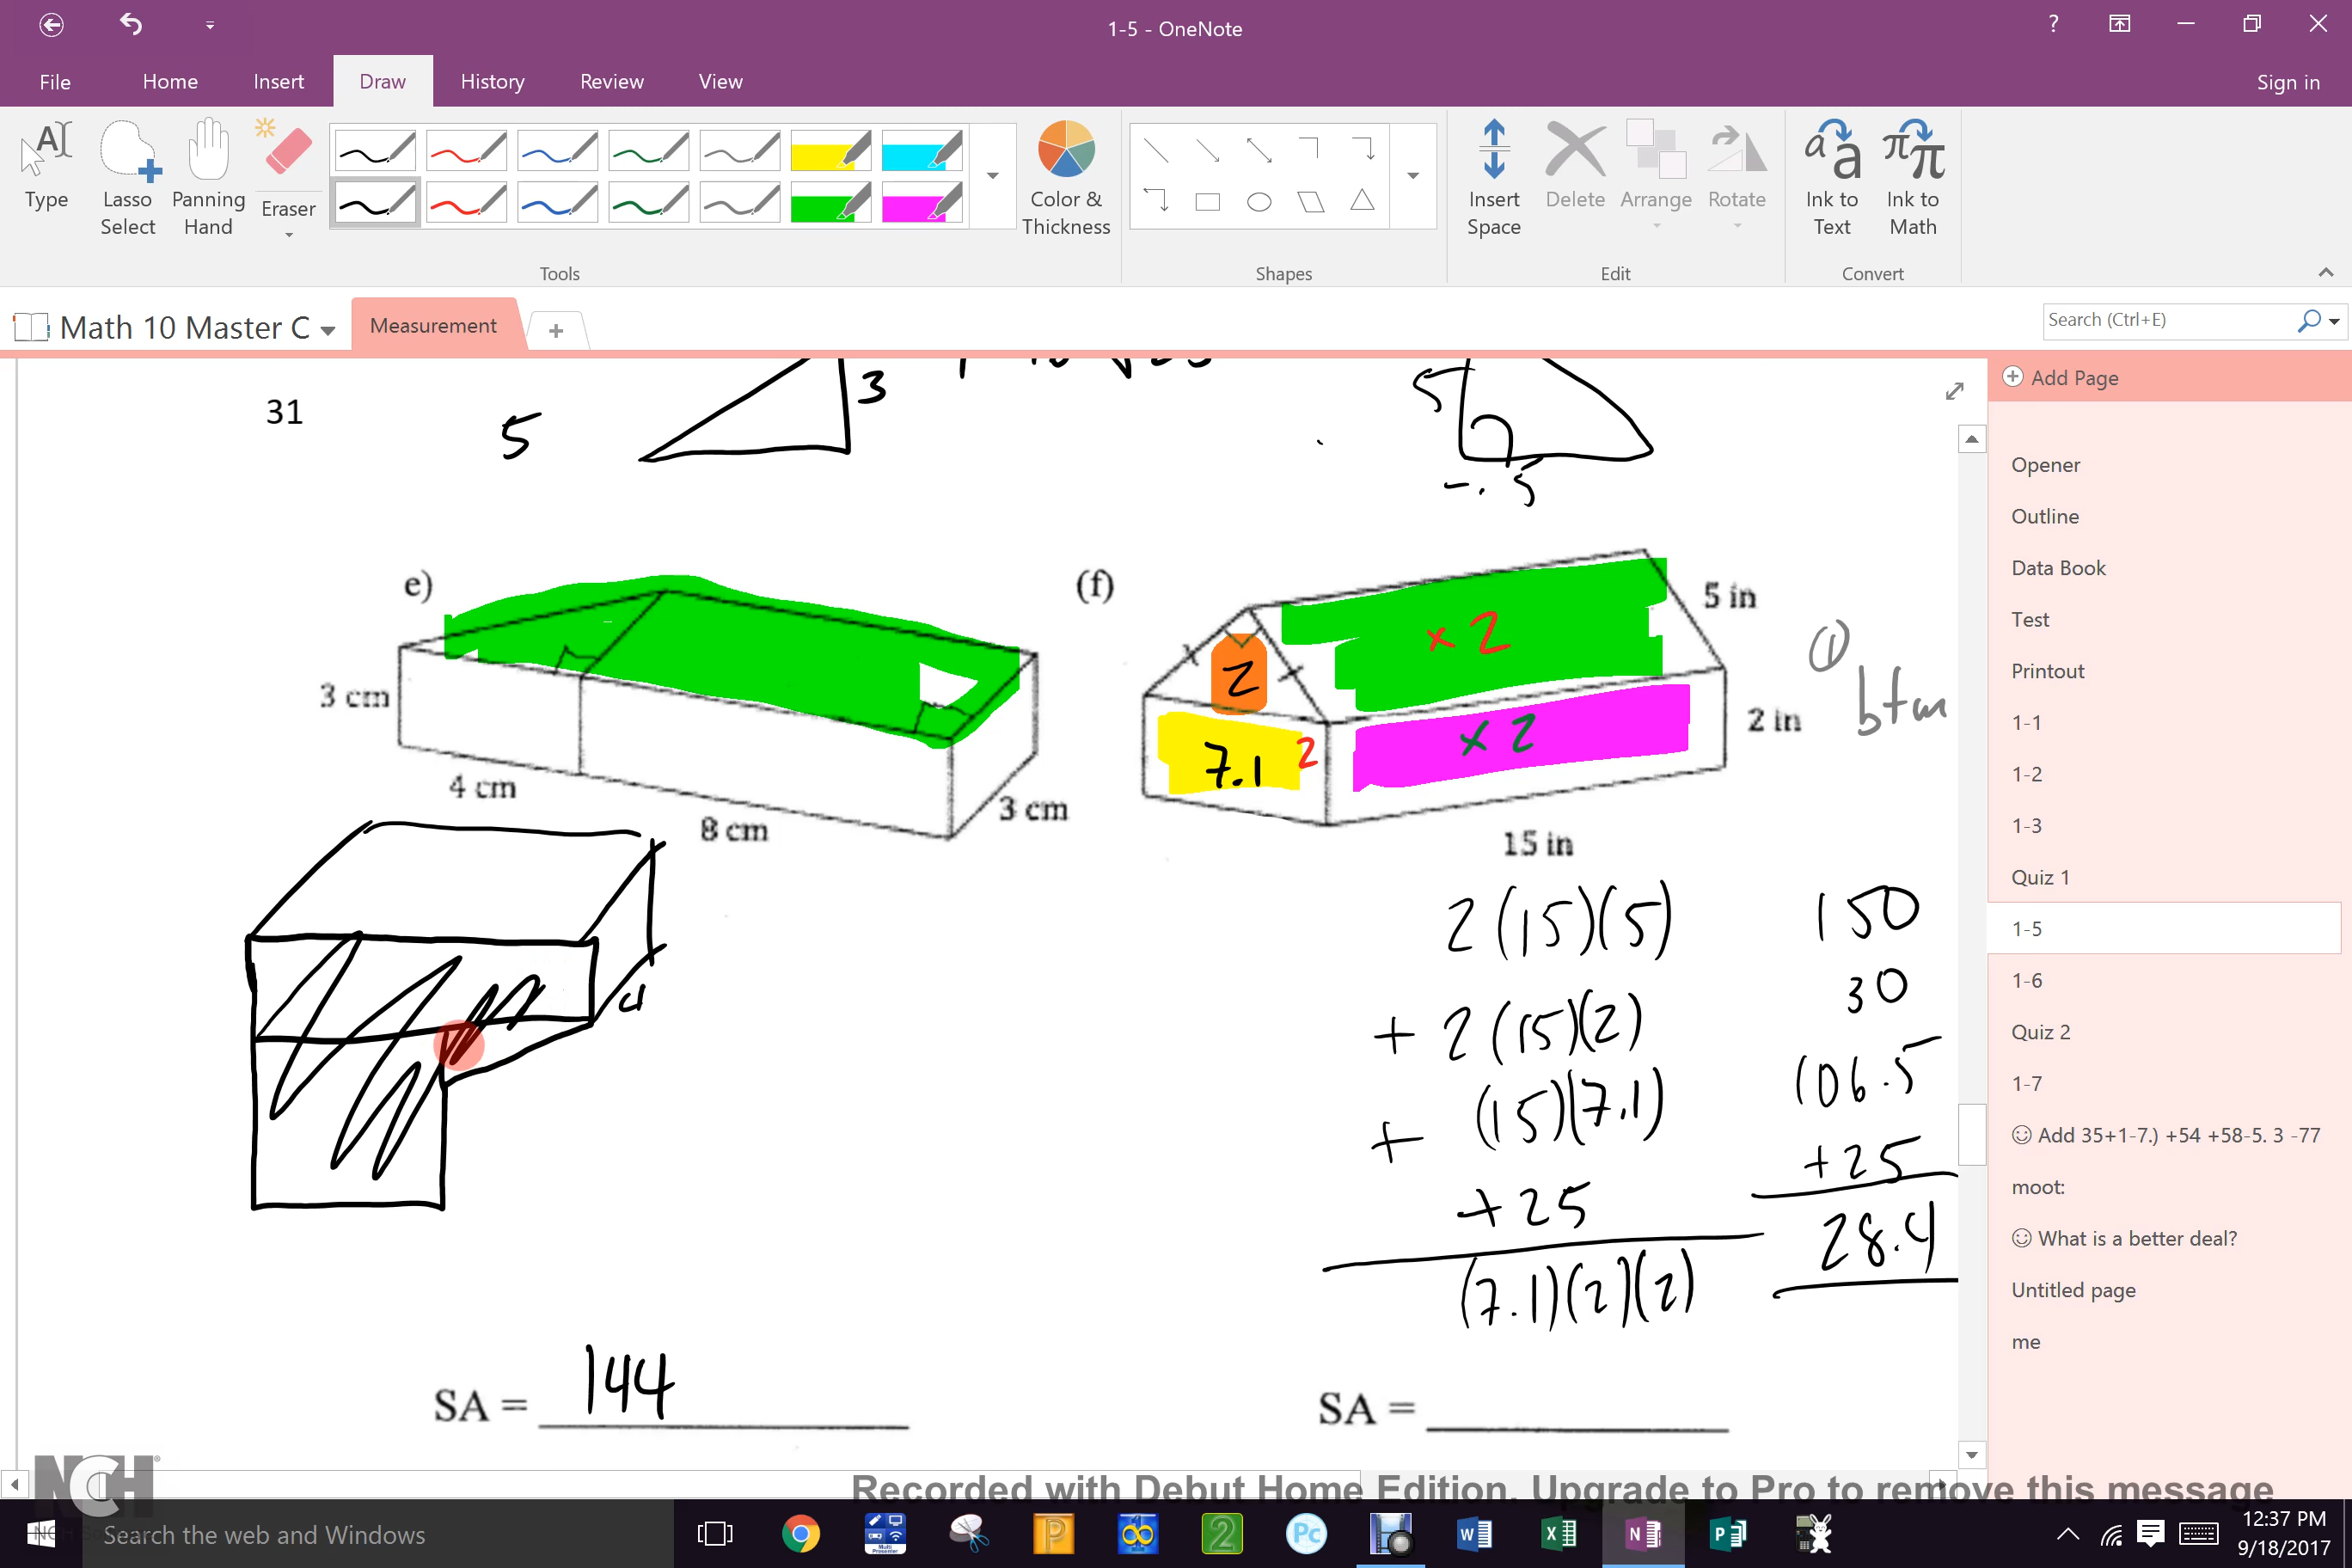 1-5 - OneNote
?
File
Home
Insert
Draw
History
Review
View
Sign in
Type
Lasso Select
Panning Hand
Eraser
Color & Thickness
Insert Space
Delete
Arrange
Rotate
Ink to Text
Ink to Math
Tools
Shapes
Edit
Convert
Math 10 Master C
Measurement
Search (Ctrl+E)
Add Page
Opener
Outline
Data Book
Test
Printout
1-1
1-2
1-3
Quiz 1
1-5
1-6
Quiz 2
1-7
Add 35+1-7.) +54 +58-5. 3 -77
moot:
What is a better deal?
Untitled page
me
31
5
3
5
5
e)
3 cm
4 cm
8 cm
3 cm
(f)
5 in
2 in
15 in
x 2
x 2
2
7.1
2
1
btm
2(15)(5)
+ 2(15)(2)
+ (15)(7.1)
+25
(7.1)(2)(2)
150
30
106.5
+25
28.4
SA = 144
SA =
NCH
Recorded with Debut Home Edition. Upgrade to Pro to remove this message
Search the web and Windows
12:37 PM
9/18/2017